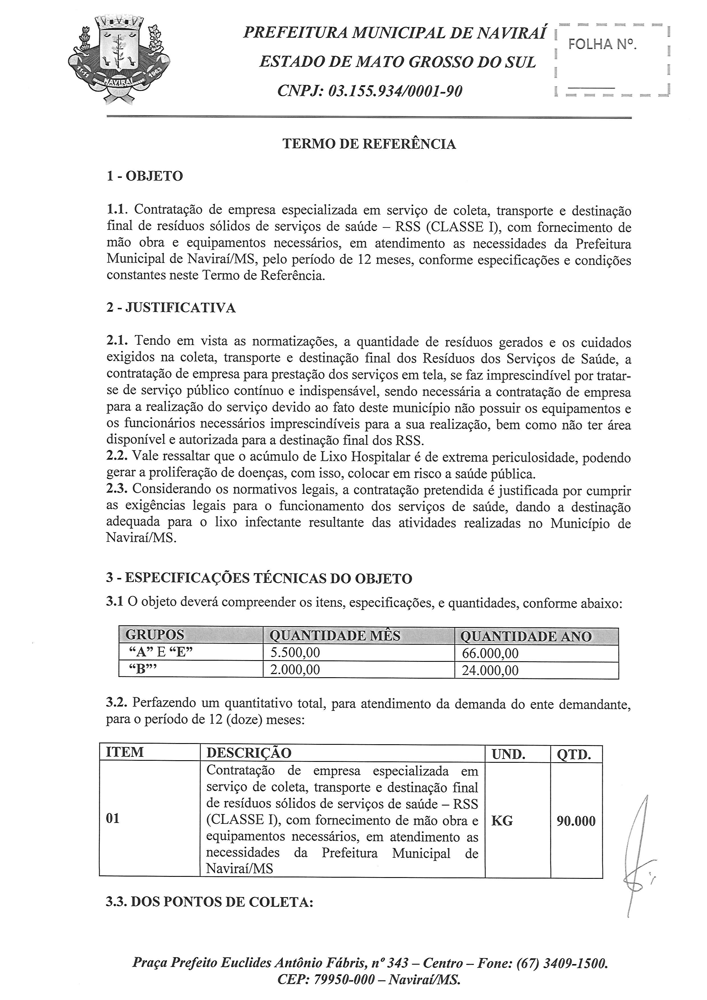 PREFEITURA MUNICIPAL DE NAVIRAÍ
ESTADO DE MATO GROSSO DO SUL
CNPJ: 03.155.934/0001-90
FOLHA Nº.
11-11
NAVIRAÍ
1963
ORDEM-TRABALHO-PROGRESSO
TERMO DE REFERÊNCIA
1 - OBJETO
1.1. Contratação de empresa especializada em serviço de coleta, transporte e destinação
final de resíduos sólidos de serviços de saúde – RSS (CLASSE I), com fornecimento de
mão obra e equipamentos necessários, em atendimento as necessidades da Prefeitura
Municipal de Naviraí/MS, pelo período de 12 meses, conforme especificações e condições
constantes neste Termo de Referência.
2 - JUSTIFICATIVA
2.1. Tendo em vista as normatizações, a quantidade de resíduos gerados e os cuidados
exigidos na coleta, transporte e destinação final dos Resíduos dos Serviços de Saúde, a
contratação de empresa para prestação dos serviços em tela, se faz imprescindível por tratar-
se de serviço público contínuo e indispensável, sendo necessária a contratação de empresa
para a realização do serviço devido ao fato deste município não possuir os equipamentos e
os funcionários necessários imprescindíveis para a sua realização, bem como não ter área
disponível e autorizada para a destinação final dos RSS.
2.2. Vale ressaltar que o acúmulo de Lixo Hospitalar é de extrema periculosidade, podendo
gerar a proliferação de doenças, com isso, colocar em risco a saúde pública.
2.3. Considerando os normativos legais, a contratação pretendida é justificada por cumprir
as exigências legais para o funcionamento dos serviços de saúde, dando a destinação
adequada para o lixo infectante resultante das atividades realizadas no Município de
Naviraí/MS.
3 - ESPECIFICAÇÕES TÉCNICAS DO OBJETO
3.1 O objeto deverá compreender os itens, especificações, e quantidades, conforme abaixo:
GRUPOS QUANTIDADE MÊS QUANTIDADE ANO
“A” E “E” 5.500,00 66.000,00
“B”’ 2.000,00 24.000,00
3.2. Perfazendo um quantitativo total, para atendimento da demanda do ente demandante,
para o período de 12 (doze) meses:
ITEM DESCRIÇÃO UND. QTD.
01 Contratação de empresa especializada em
serviço de coleta, transporte e destinação final
de resíduos sólidos de serviços de saúde – RSS
(CLASSE I), com fornecimento de mão obra e KG 90.000
equipamentos necessários, em atendimento as
necessidades da Prefeitura Municipal de
Naviraí/MS
3.3. DOS PONTOS DE COLETA:
Praça Prefeito Euclides Antônio Fábris, nº 343 – Centro – Fone: (67) 3409-1500.
CEP: 79950-000 – Naviraí/MS.